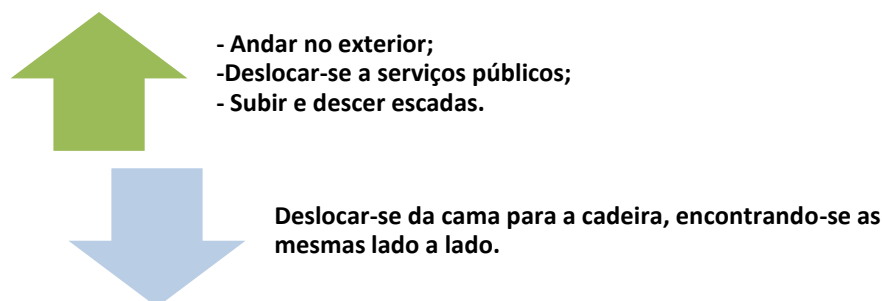 - Andar no exterior;
-Deslocar-se a serviços públicos;
- Subir e descer escadas.
Deslocar-se da cama para a cadeira, encontrando-se as
mesmas lado a lado.